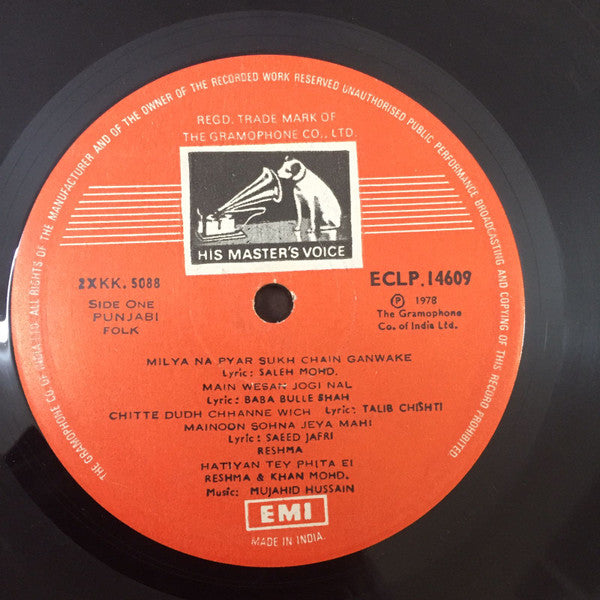 THE GRAMOPHONE CO. OF INDIA LTD. ALL RIGHTS OF THE MANUFACTURER AND OF THE OWNER OF THE RECORDED WORK RESERVED UNAUTHORISED PUBLIC PERFORMANCE BROADCASTING AND COPYING OF THIS RECORD PROHIBITED
REGD. TRADE MARK OF
THE GRAMOPHONE CO., LTD.
HIS MASTER'S VOICE
2XKK. 5088
SIDE ONE
PUNJABI
FOLK
ECLP. 14609
Ⓟ 1978
The Gramophone
Co. of India Ltd.
MILYA NA PYAR SUKH CHAIN GANWAKE
Lyric: SALEH MOHD.
MAIN WESAN JOGI NAL
Lyric: BABA BULLE SHAH
CHITTE DUDH CHHANNE WICH Lyric: TALIB CHISHTI
MAINOON SOHNA JEYA MAHI
Lyric: SAEED JAFRI
RESHMA
HATIYAN TEY PHITA EI
RESHMA & KHAN MOHD.
Music: MUJAHID HUSSAIN
EMI
MADE IN INDIA.